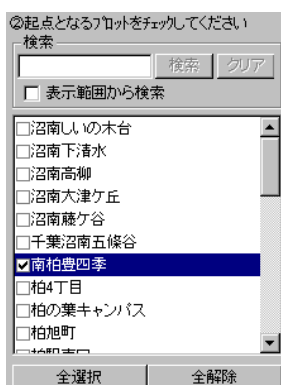 ②起点となるプロットをチェックしてください
検索
検索 クリア
表示範囲から検索
沼南しいの木台
沼南下清水
沼南高柳
沼南大津ケ丘
沼南藤ケ谷
千葉沼南五條谷
南柏豊四季
柏4丁目
柏の葉キャンパス
柏旭町
全選択 全解除